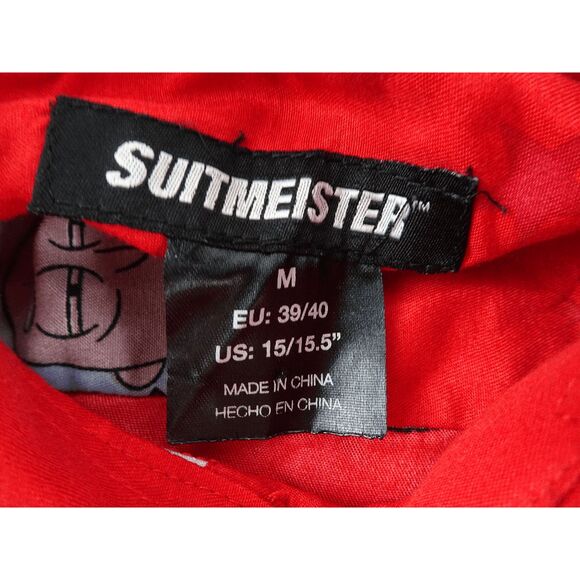 SUITMEISTER™
M
EU: 39/40
US: 15/15.5"
MADE IN CHINA
HECHO EN CHINA